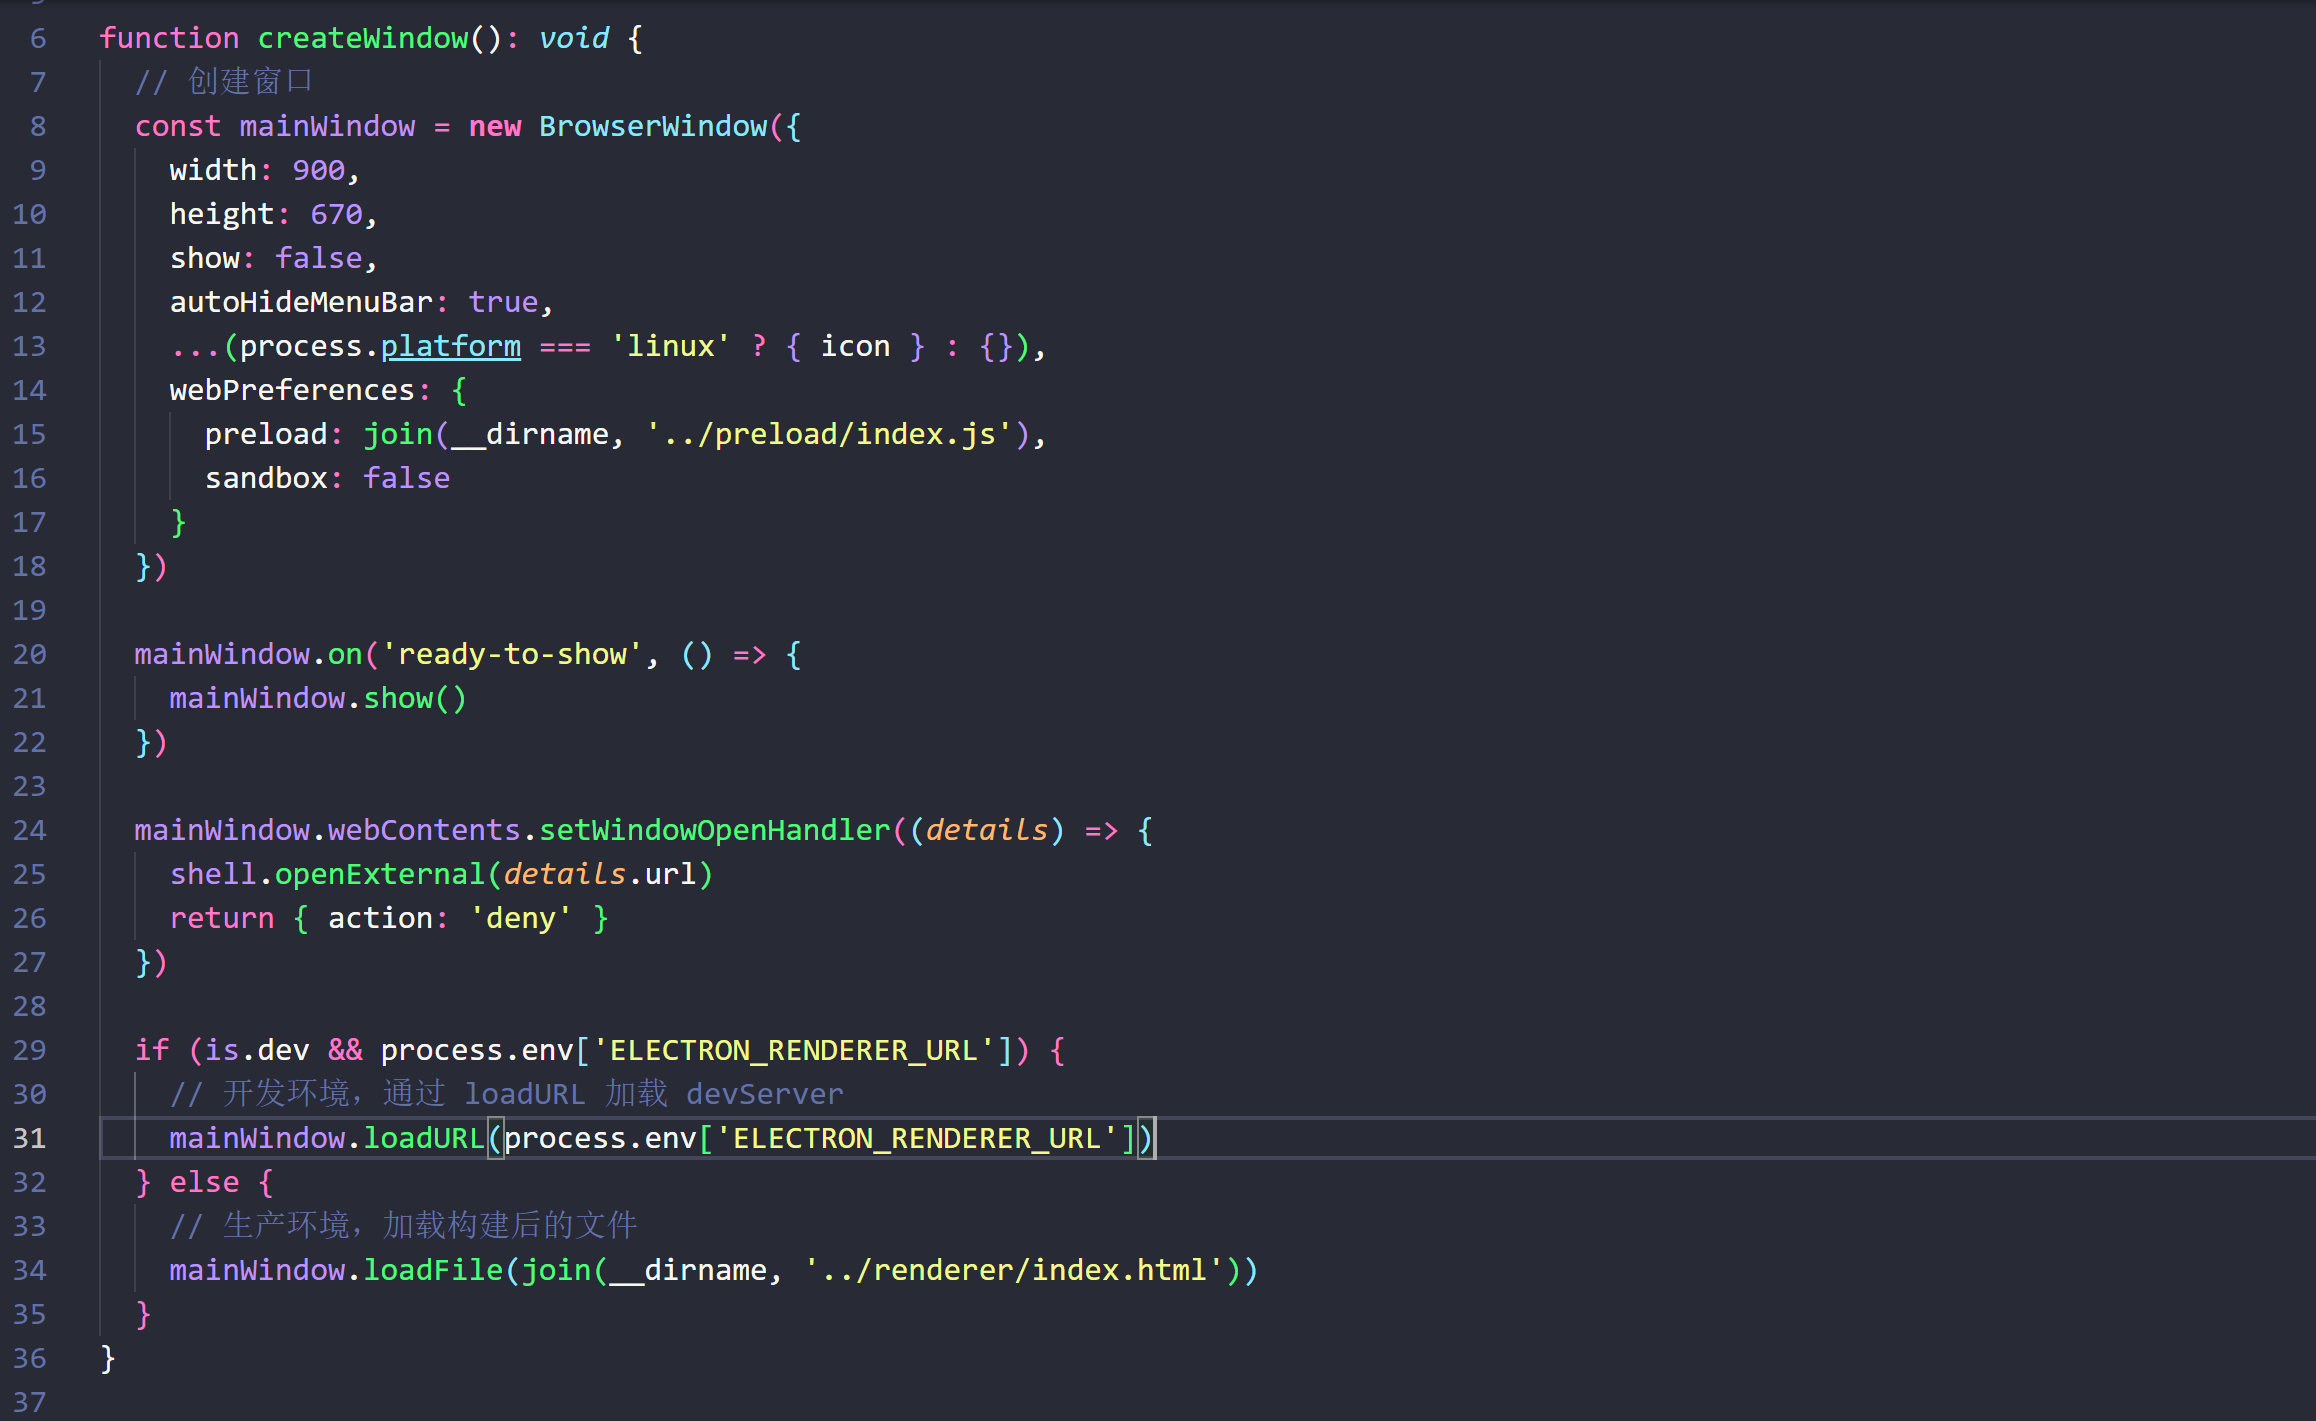 6 function createWindow(): void {
7 // 创建窗口
8 const mainWindow = new BrowserWindow({
9 width: 900,
10 height: 670,
11 show: false,
12 autoHideMenuBar: true,
13 ...(process.platform === 'linux' ? { icon } : {}),
14 webPreferences: {
15 preload: join(__dirname, '../preload/index.js'),
16 sandbox: false
17 }
18 })
19
20 mainWindow.on('ready-to-show', () => {
21 mainWindow.show()
22 })
23
24 mainWindow.webContents.setWindowOpenHandler((details) => {
25 shell.openExternal(details.url)
26 return { action: 'deny' }
27 })
28
29 if (is.dev && process.env['ELECTRON_RENDERER_URL']) {
30 // 开发环境，通过 loadURL 加载 devServer
31 mainWindow.loadURL(process.env['ELECTRON_RENDERER_URL'])
32 } else {
33 // 生产环境，加载构建后的文件
34 mainWindow.loadFile(join(__dirname, '../renderer/index.html'))
35 }
36 }
37